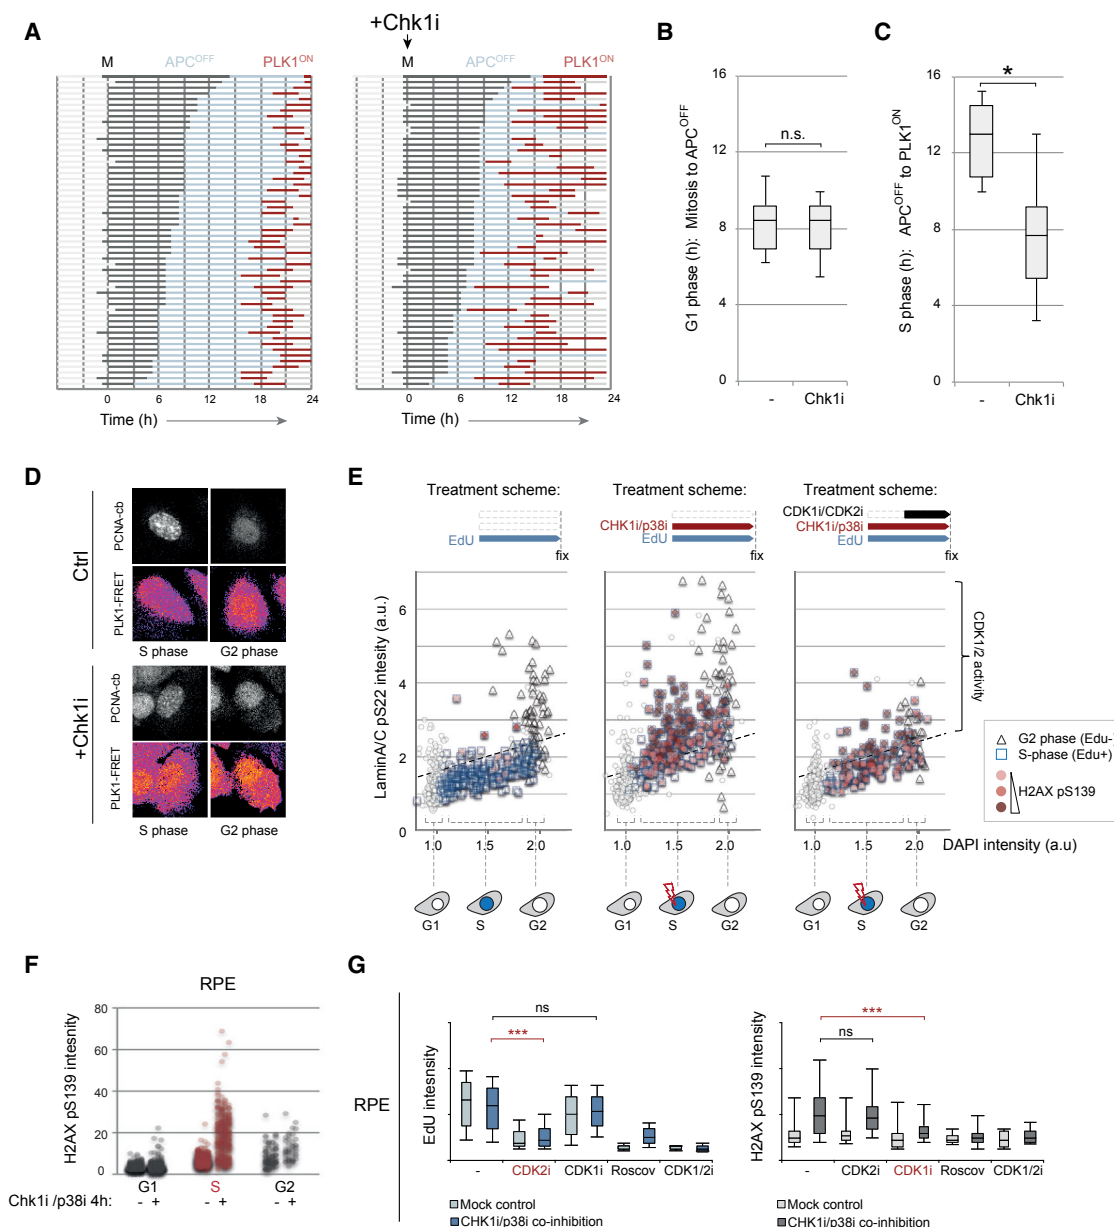 A
+Chk1i
M APC^OFF PLK1^ON
M APC^OFF PLK1^ON
0 6 12 18 24
0 6 12 18 24
Time (h)
Time (h)
B
G1 phase (h): Mitosis to APC^OFF
16
12
8
4
0
n.s.
- Chk1i
C
S phase (h): APC^OFF to PLK1^ON
16
12
8
4
0
*
- Chk1i
D
Ctrl
PCNA-cb
PLK1-FRET
S phase G2 phase
+Chk1i
PCNA-cb
PLK1-FRET
S phase G2 phase
E
Treatment scheme:
EdU
fix
Treatment scheme:
CHK1i/p38i
EdU
fix
Treatment scheme:
CDK1i/CDK2i
CHK1i/p38i
EdU
fix
LaminA/C pS22 intesity (a.u.)
6
4
2
0
1.0 1.5 2.0
1.0 1.5 2.0
1.0 1.5 2.0
DAPI intensity (a.u)
CDK1/2 activity
G2 phase (Edu-)
S-phase (Edu+)
H2AX pS139
G1 S G2
G1 S G2
G1 S G2
F
RPE
H2AX pS139 intesnity
80
60
40
20
0
G1 S G2
Chk1i /p38i 4h: - + - + - +
G
RPE
EdU intesnsity
ns
***
- CDK2i CDK1i Roscov CDK1/2i
Mock control
CHK1i/p38i co-inhibition
H2AX pS139 intensity
***
ns
- CDK2i CDK1i Roscov CDK1/2i
Mock control
CHK1i/p38i co-inhibition